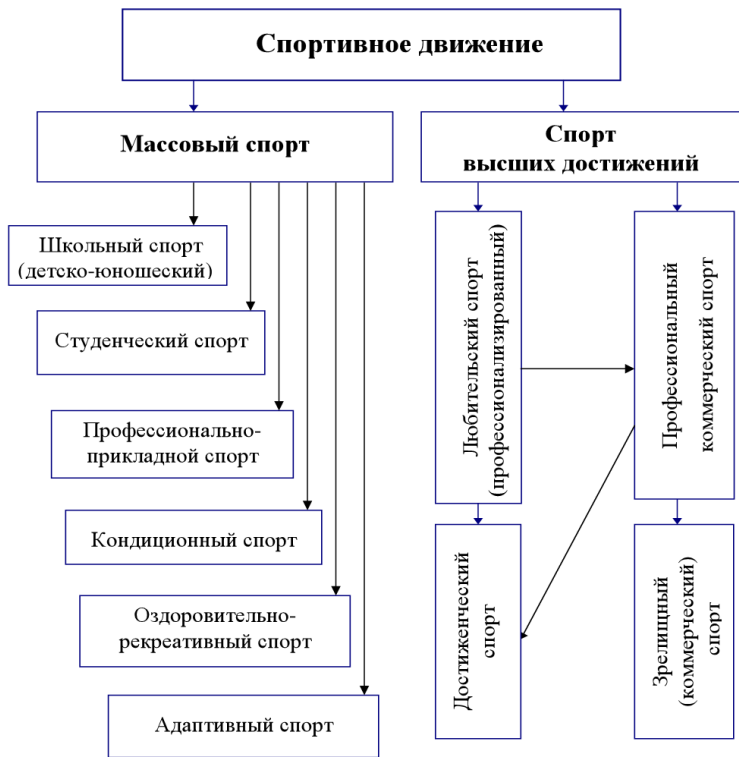 Спортивное движение
Массовый спорт
Спорт
высших достижений
Школьный спорт
(детско-юношеский)
Студенческий спорт
Профессионально-
прикладной спорт
Кондиционный спорт
Оздоровительно-
рекреативный спорт
Адаптивный спорт
Любительский спорт
(профессионализированный)
Профессиональный
коммерческий спорт
Достиженческий
спорт
Зрелищный
(коммерческий)
спорт